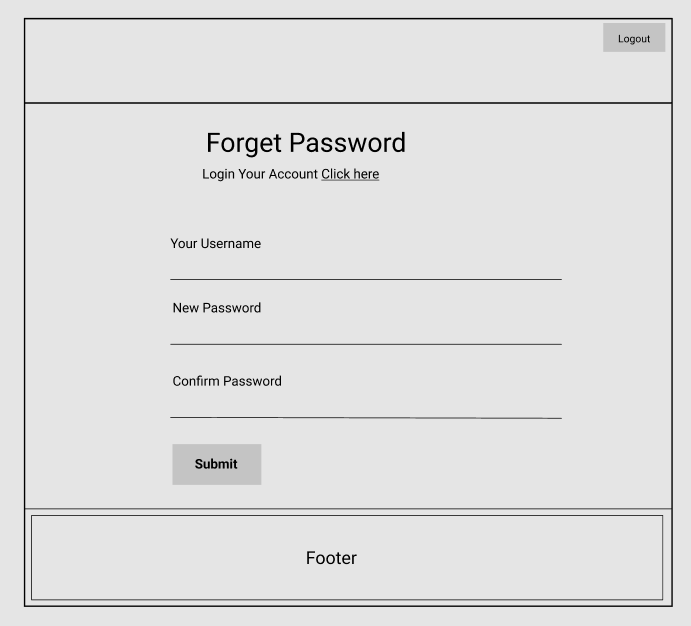 Logout
Forget Password
Login Your Account Click here
Your Username
New Password
Confirm Password
Submit
Footer